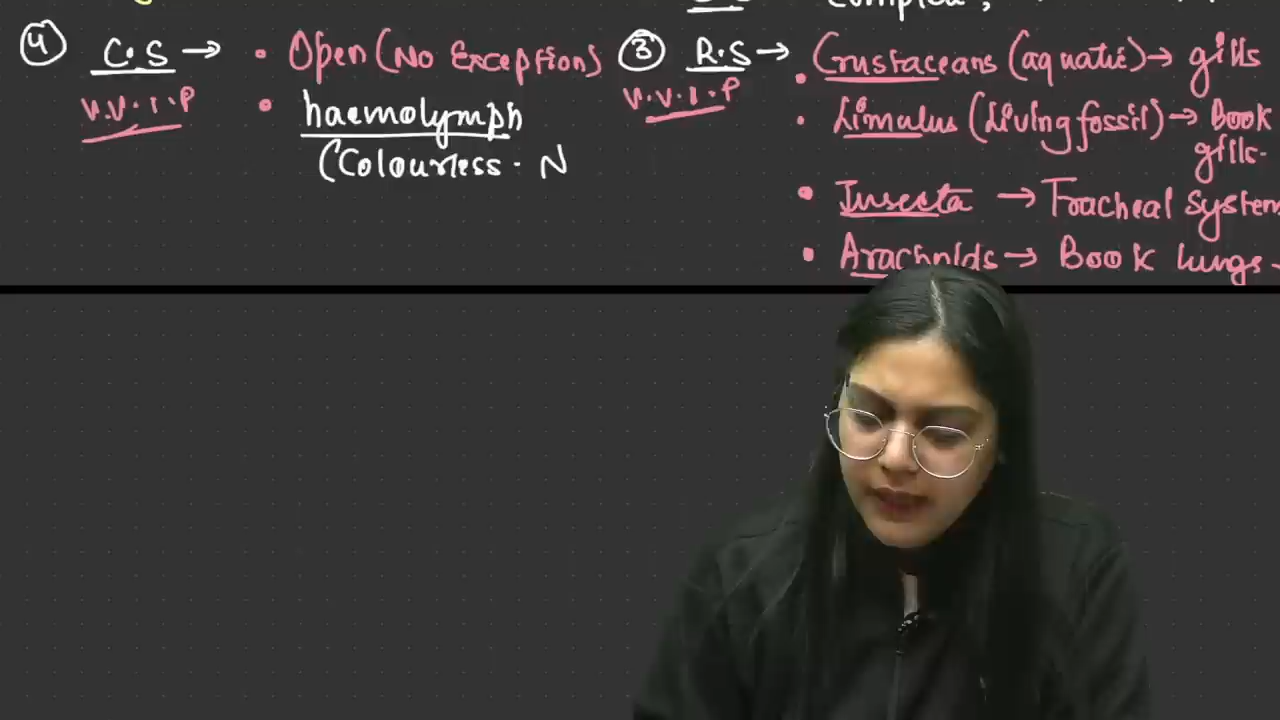 ④ C.S → • Open (No Exception)
V.V.I.P • haemolymph
(Colourless. N
③ R.S → • Crustaceans (aquatic) → gills
V.V.I.P • Limulus (Living fossil) → Book
gills.
• Insecta → Tracheal System
• Arachnids → Book lungs